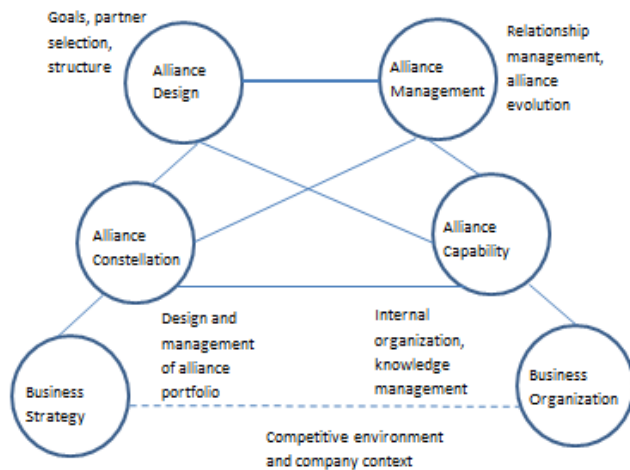 Goals, partner
selection,
structure
Alliance
Design
Alliance
Management
Relationship
management,
alliance
evolution
Alliance
Constellation
Alliance
Capability
Design and
management
of alliance
portfolio
Internal
organization,
knowledge
management
Business
Strategy
Business
Organization
Competitive environment
and company context